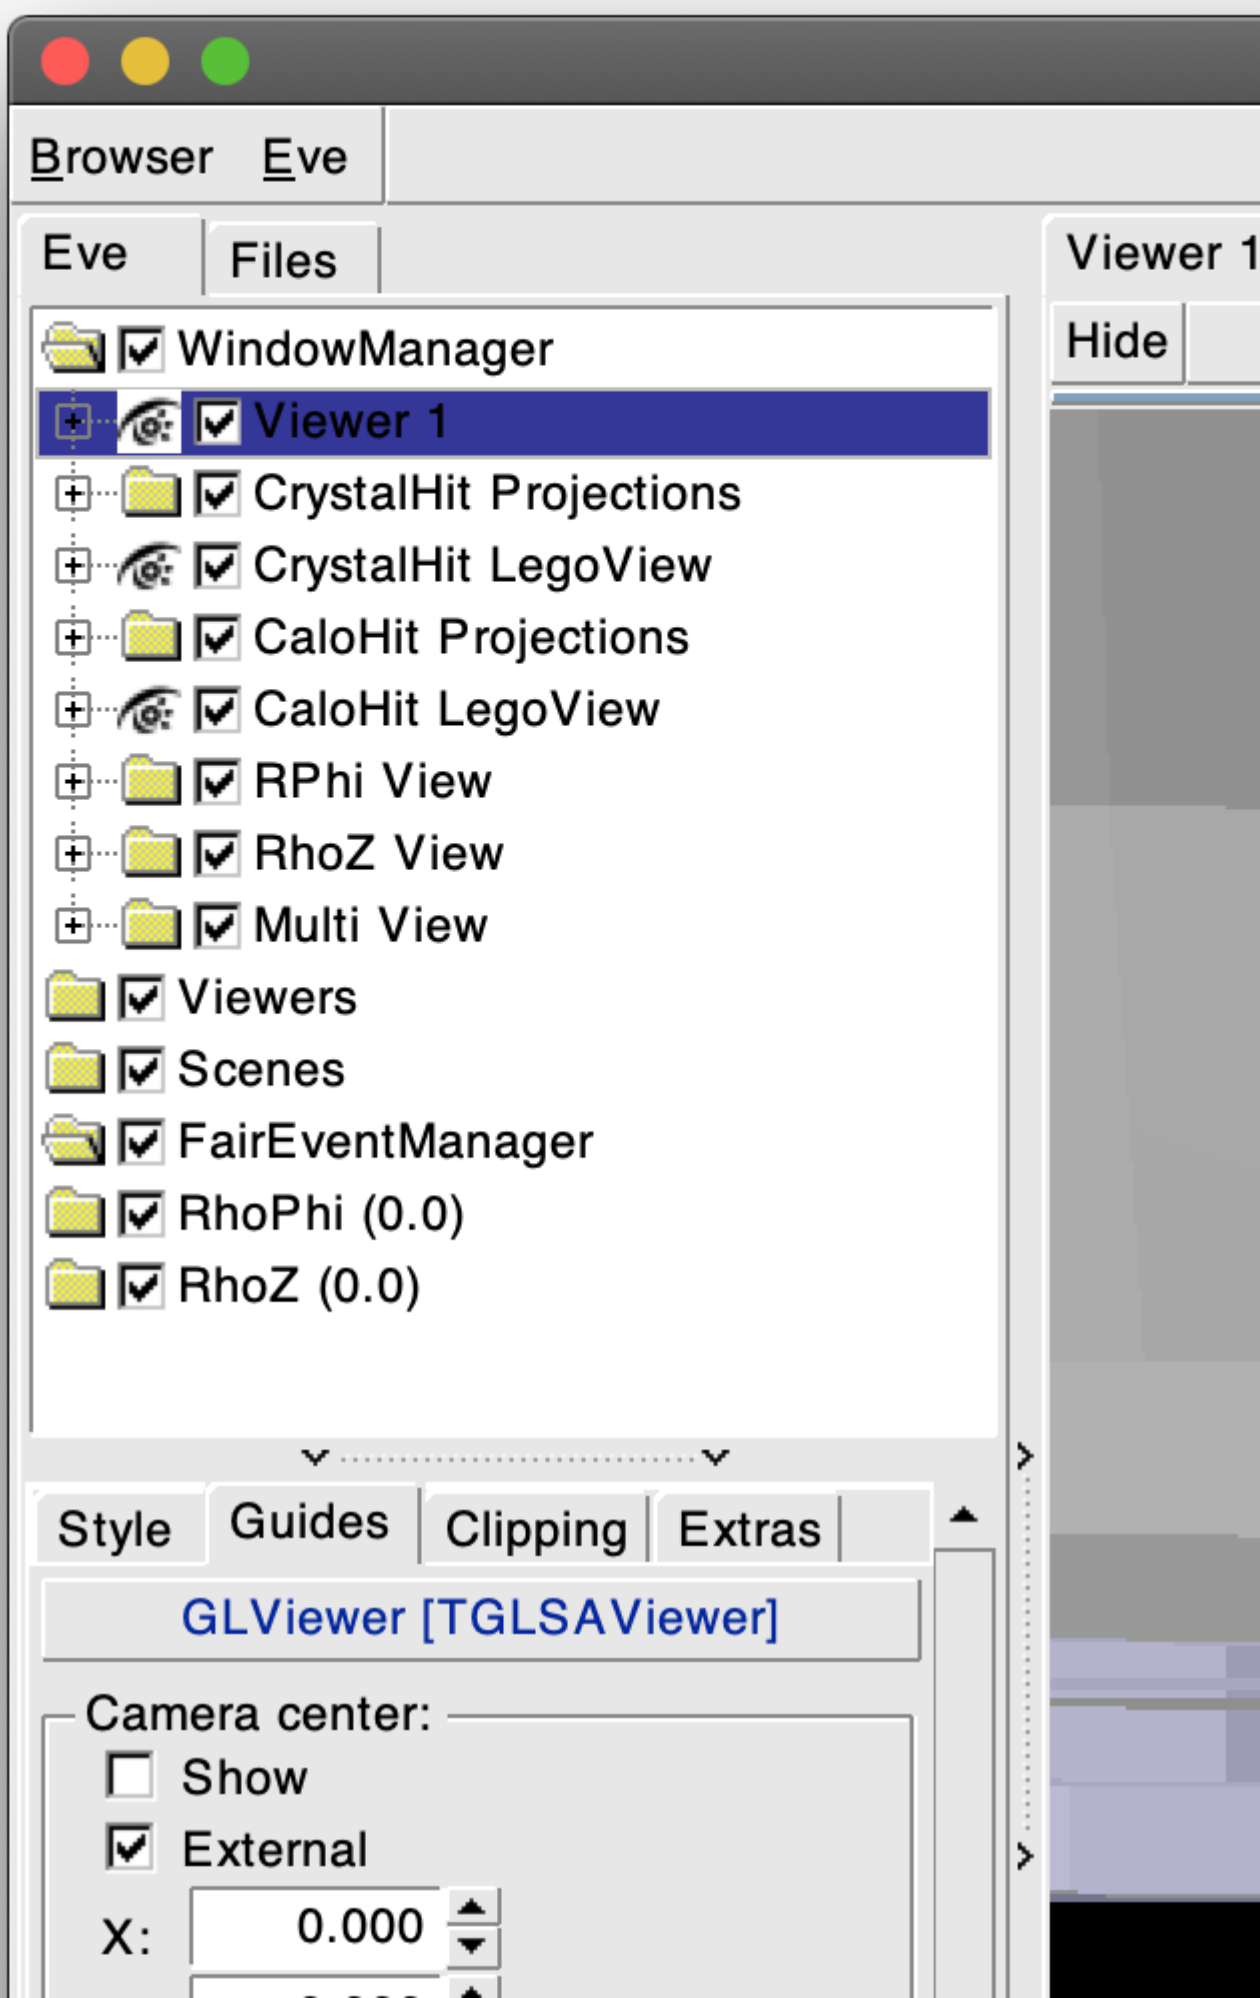 Browser Eve
Eve Files
Viewer 1
WindowManager
Hide
Viewer 1
CrystalHit Projections
CrystalHit LegoView
CaloHit Projections
CaloHit LegoView
RPhi View
RhoZ View
Multi View
Viewers
Scenes
FairEventManager
RhoPhi (0.0)
RhoZ (0.0)
Style Guides Clipping Extras
GLViewer [TGLSAViewer]
Camera center:
Show
External
X: 0.000